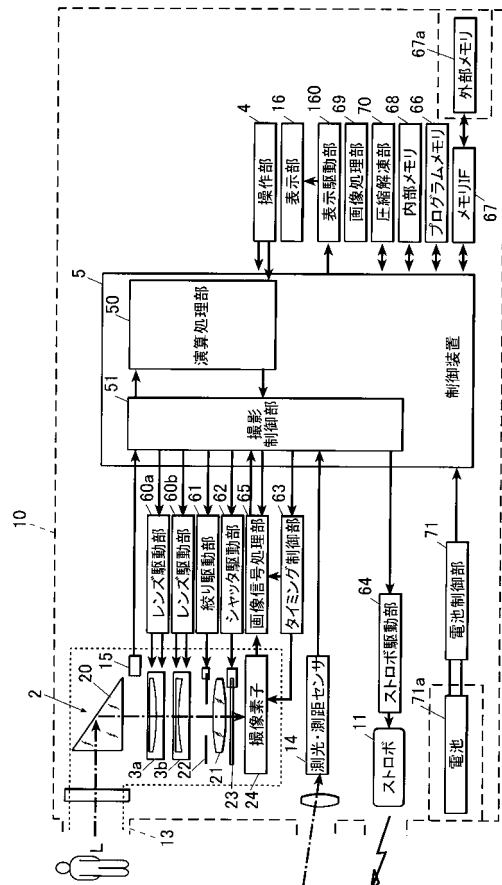 10
2
20
15
13
L
3a
3b
22
21
23
24
撮像素子
60a
レンズ駆動部
60b
レンズ駆動部
61
絞り駆動部
62
シャッタ駆動部
65
画像信号処理部
63
タイミング制御部
14
測光・測距センサ
11
ストロボ
64
ストロボ駆動部
71a
電池
71
電池制御部
5
50
演算処理部
51
撮影
制御部
制御装置
4
操作部
16
表示部
160
表示駆動部
69
画像処理部
70
圧縮解凍部
68
内部メモリ
66
プログラムメモリ
67
メモリIF
67a
外部メモリ